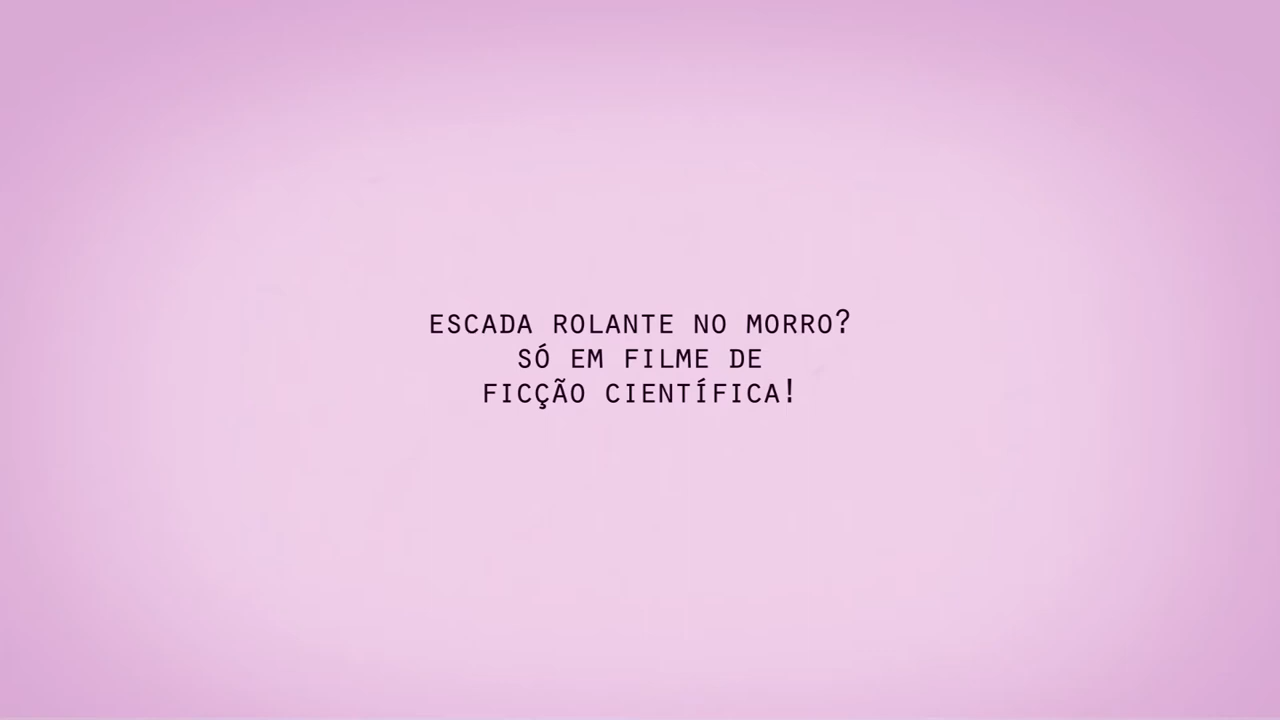 ESCADA ROLANTE NO MORRO?
SÓ EM FILME DE
FICÇÃO CIENTÍFICA!